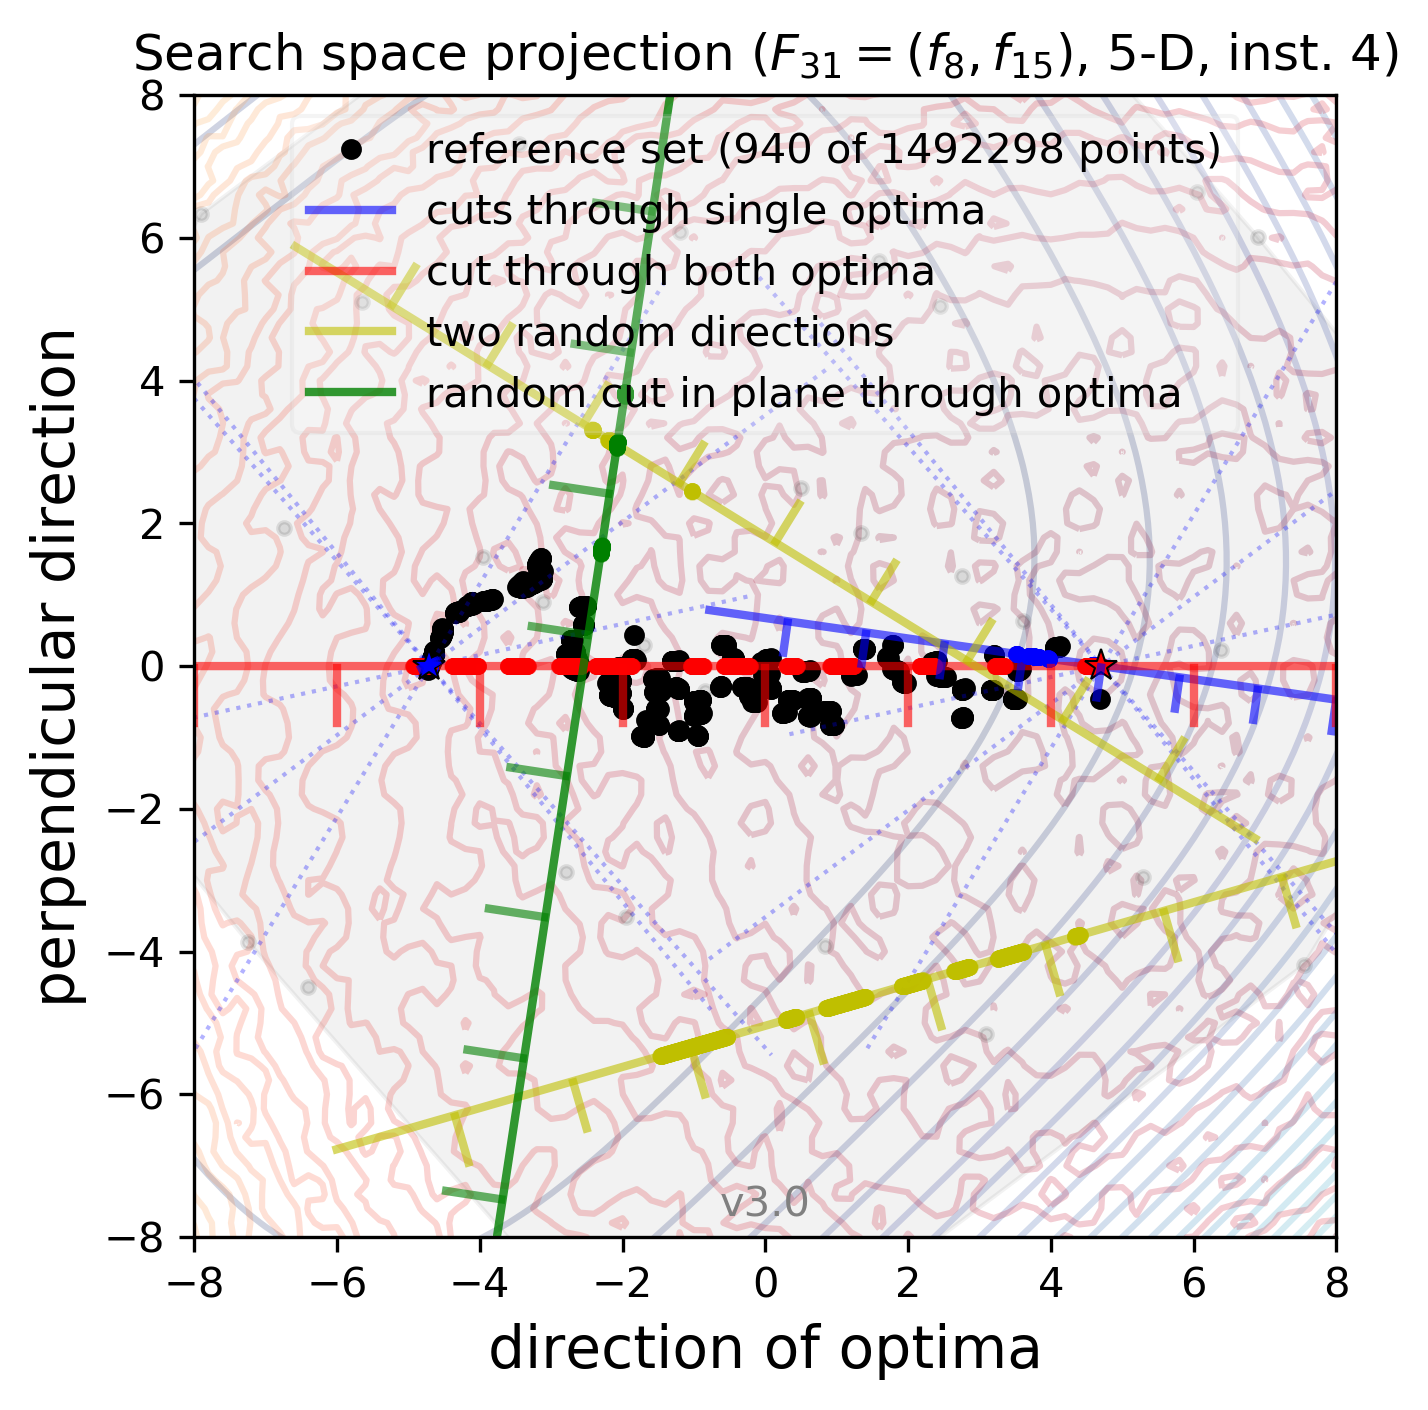 Search space projection (F₃₁ = (f₈, f₁₅), 5-D, inst. 4)
reference set (940 of 1492298 points)
cuts through single optima
cut through both optima
two random directions
random cut in plane through optima
perpendicular direction
8
6
4
2
0
−2
−4
−6
−8
v3.0
−8 −6 −4 −2 0 2 4 6 8
direction of optima